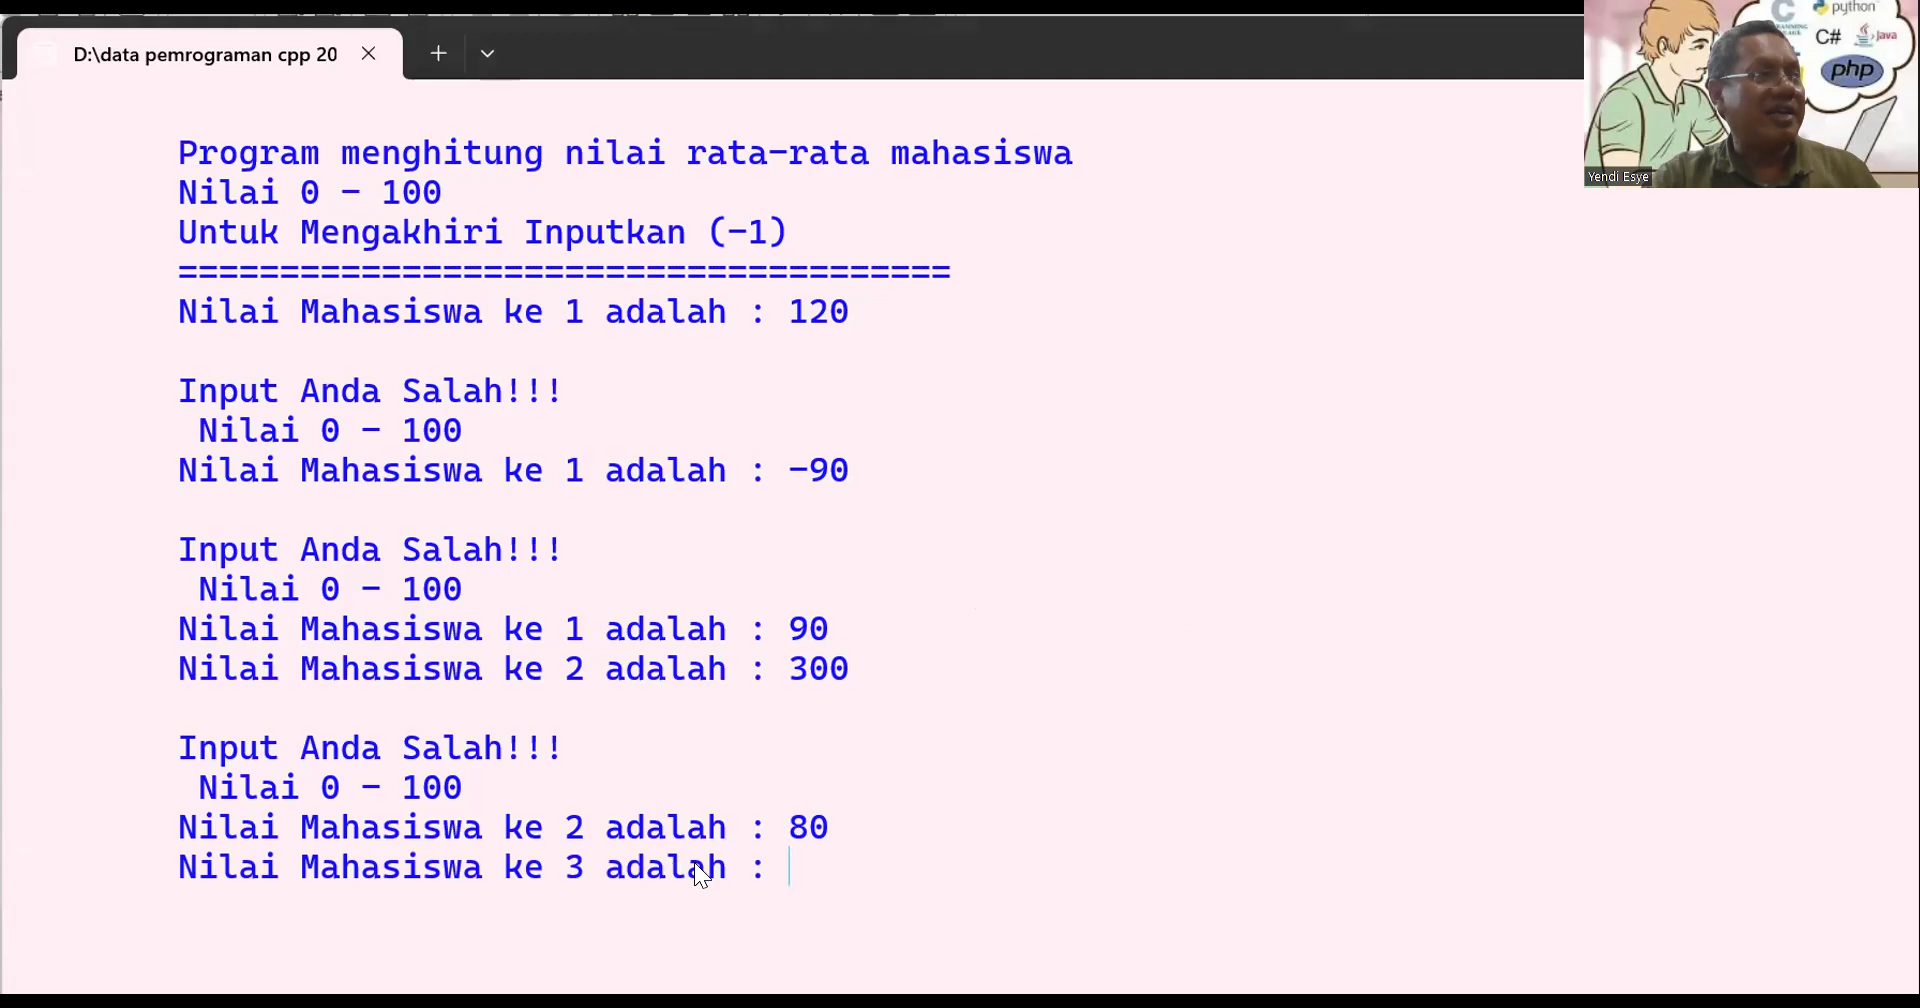 D:\data pemrograman cpp 20
Program menghitung nilai rata-rata mahasiswa
Nilai 0 - 100
Untuk Mengakhiri Inputkan (-1)
======================================
Nilai Mahasiswa ke 1 adalah : 120
Input Anda Salah!!!
Nilai 0 - 100
Nilai Mahasiswa ke 1 adalah : -90
Input Anda Salah!!!
Nilai 0 - 100
Nilai Mahasiswa ke 1 adalah : 90
Nilai Mahasiswa ke 2 adalah : 300
Input Anda Salah!!!
Nilai 0 - 100
Nilai Mahasiswa ke 2 adalah : 80
Nilai Mahasiswa ke 3 adalah :
python
C
C#
Java
php
Yendi Esye